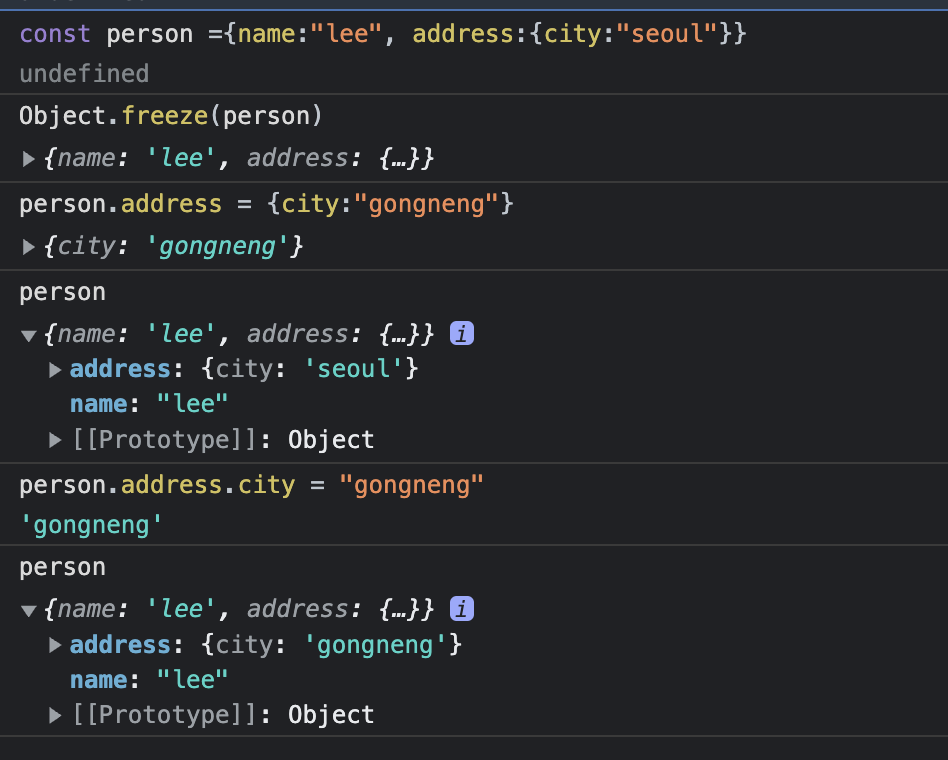 const person ={name:"lee", address:{city:"seoul"}}
undefined
Object.freeze(person)
▶{name: 'lee', address: {…}}
person.address = {city:"gongneng"}
▶{city: 'gongneng'}
person
▼{name: 'lee', address: {…}} i
▶address: {city: 'seoul'}
name: "lee"
▶[[Prototype]]: Object
person.address.city = "gongneng"
'gongneng'
person
▼{name: 'lee', address: {…}} i
▶address: {city: 'gongneng'}
name: "lee"
▶[[Prototype]]: Object